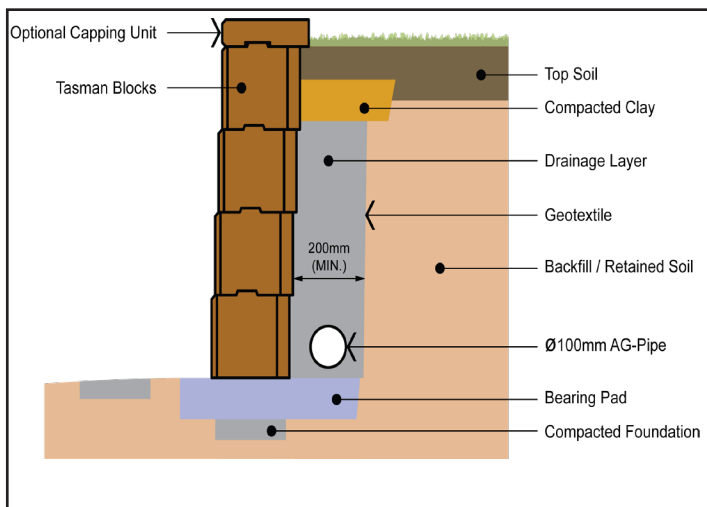 Optional Capping Unit
Tasman Blocks
Top Soil
Compacted Clay
Drainage Layer
Geotextile
200mm
(MIN.)
Backfill / Retained Soil
Ø100mm AG-Pipe
Bearing Pad
Compacted Foundation